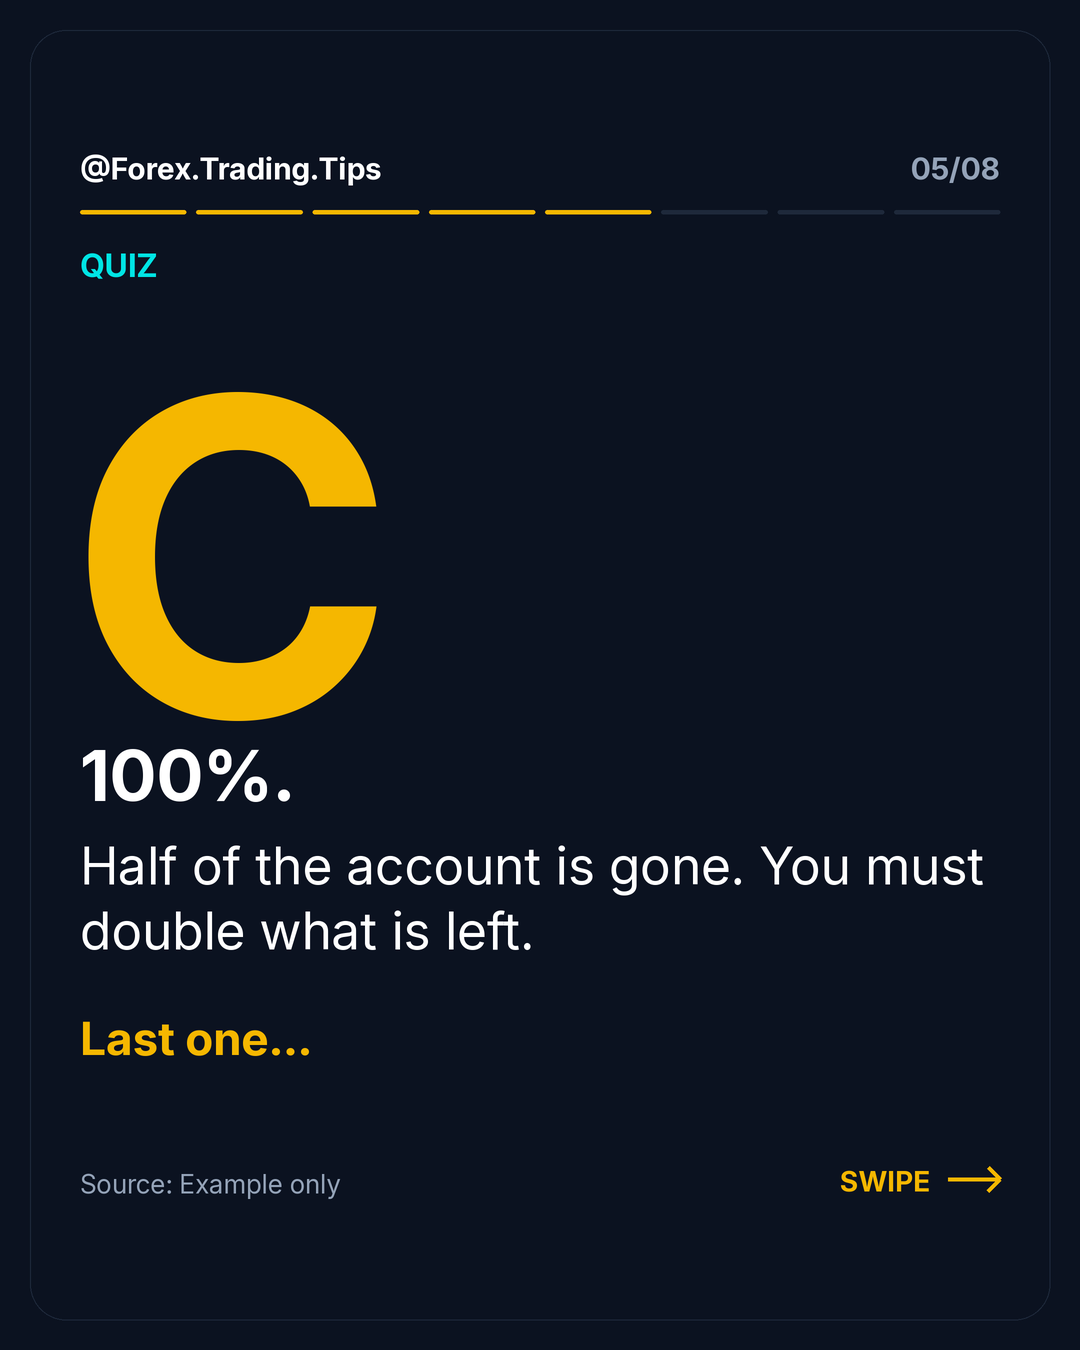 @Forex.Trading.Tips
05/08
QUIZ
C
100%.
Half of the account is gone. You must
double what is left.
Last one...
Source: Example only
SWIPE →